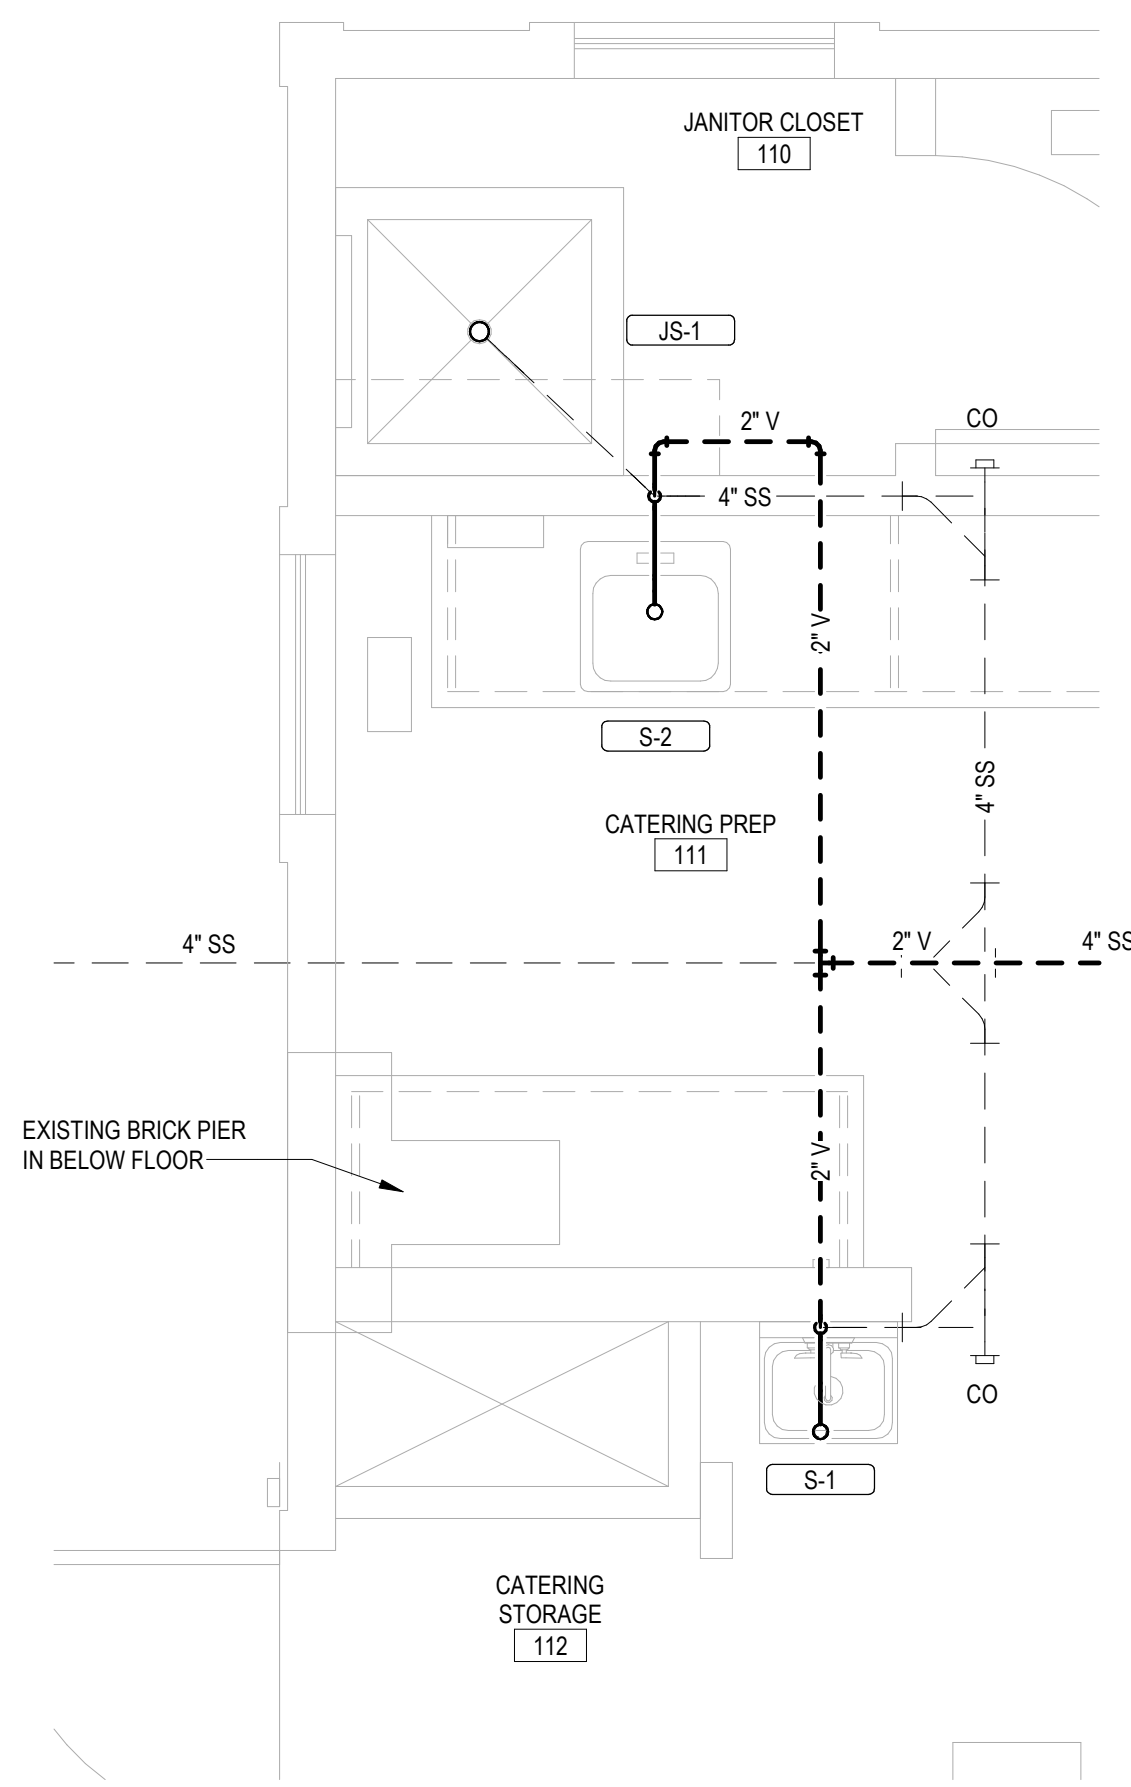 JANITOR CLOSET
110
JS-1
2" V
CO
4" SS
2" V
S-2
4" SS
CATERING PREP
111
4" SS
2" V
4" SS
EXISTING BRICK PIER
IN BELOW FLOOR
2" V
CO
S-1
CATERING
STORAGE
112